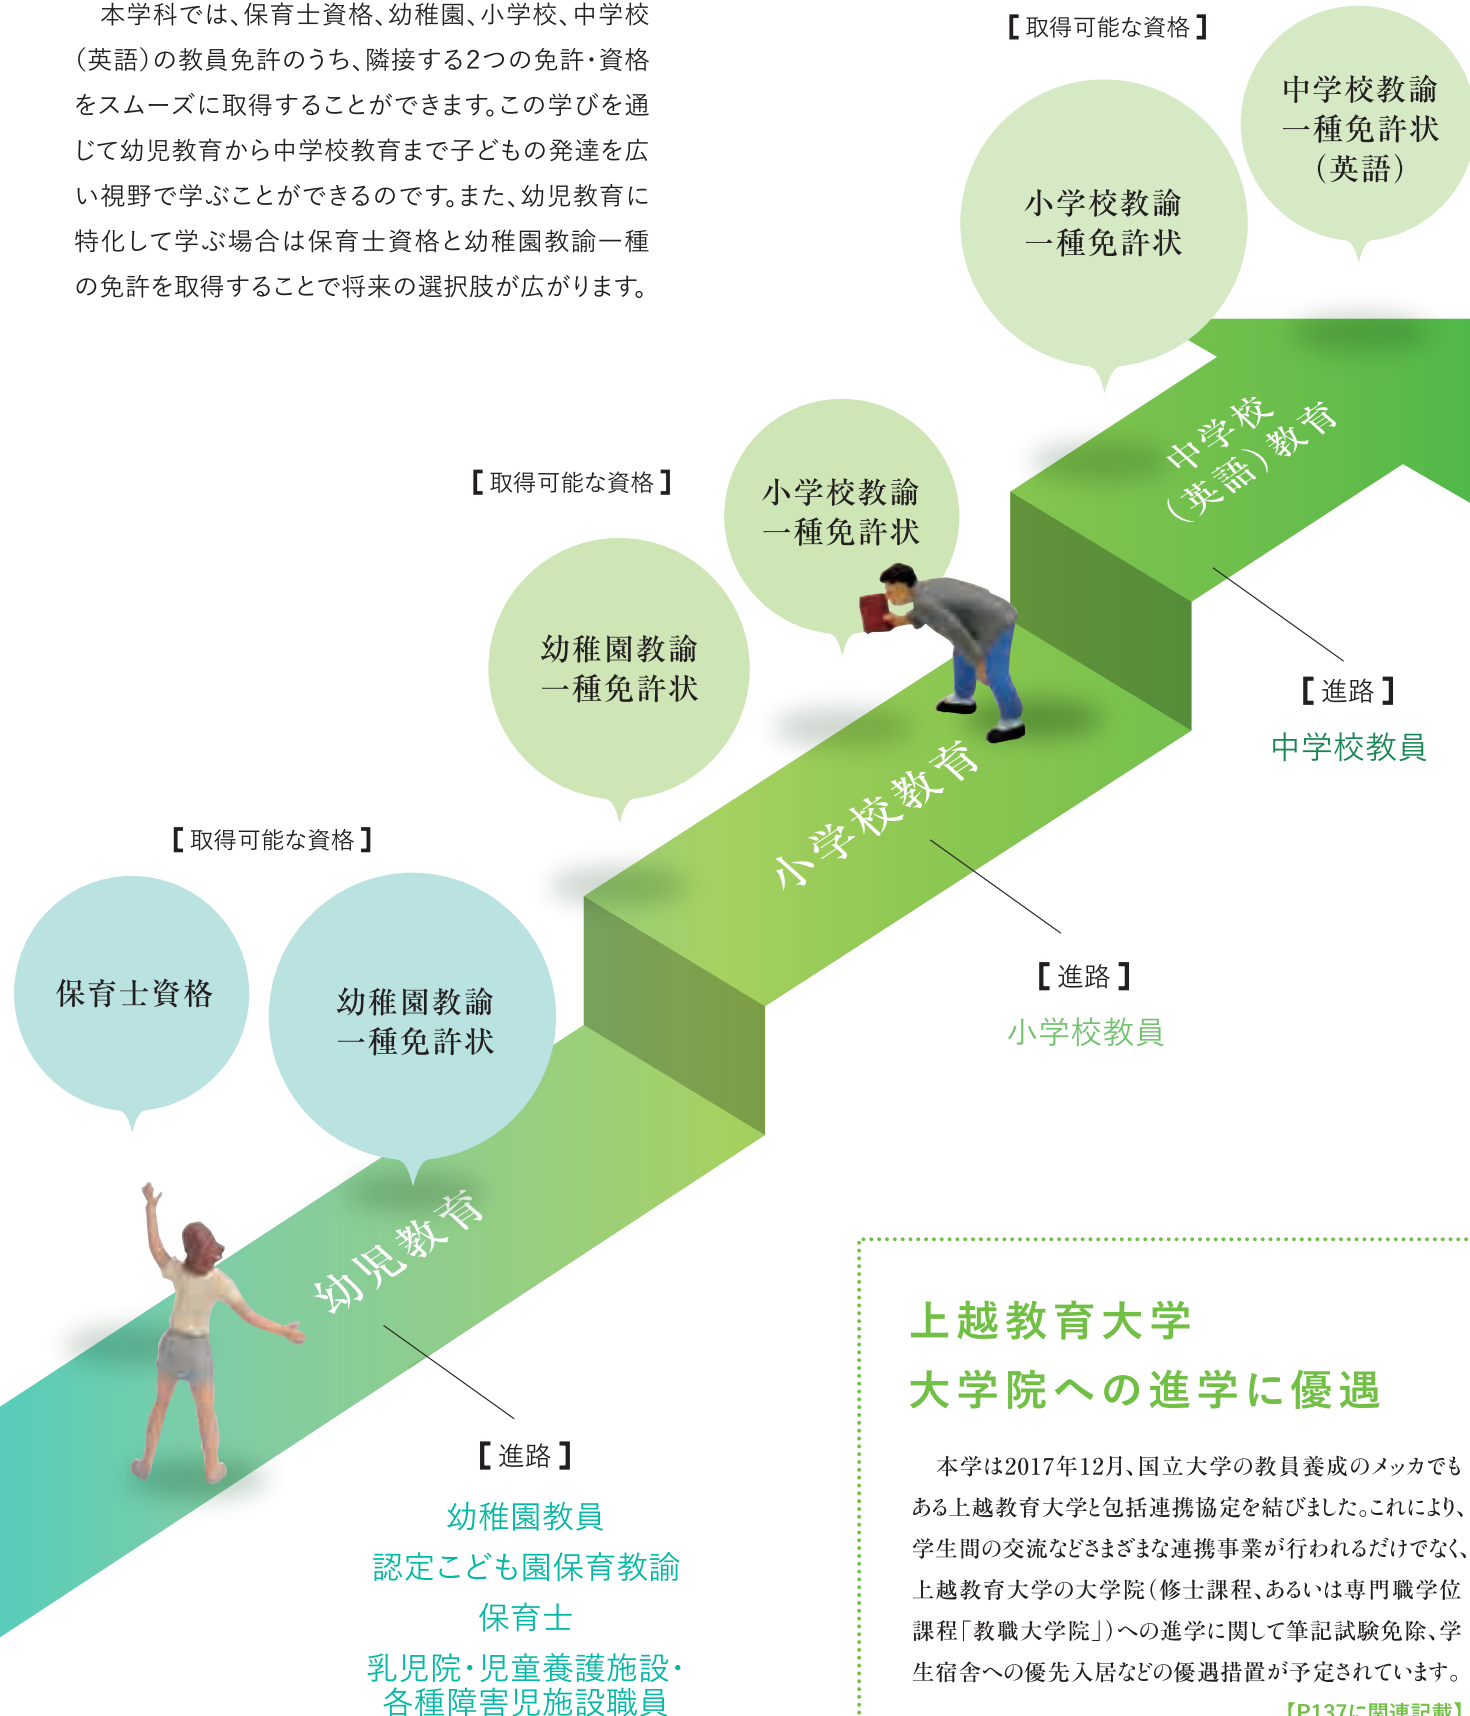 本学科では、保育士資格、幼稚園、小学校、中学校
（英語）の教員免許のうち、隣接する2つの免許・資格
をスムーズに取得することができます。この学びを通
じて幼児教育から中学校教育まで子どもの発達を広
い視野で学ぶことができるのです。また、幼児教育に
特化して学ぶ場合は保育士資格と幼稚園教諭一種
の免許を取得することで将来の選択肢が広がります。
【取得可能な資格】
中学校教諭
一種免許状
（英語）
小学校教諭
一種免許状
中学校
（英語）教育
【進路】
中学校教員
【取得可能な資格】
小学校教諭
一種免許状
幼稚園教諭
一種免許状
小学校教育
【進路】
小学校教員
【取得可能な資格】
保育士資格
幼稚園教諭
一種免許状
幼児教育
【進路】
幼稚園教員
認定こども園保育教諭
保育士
乳児院・児童養護施設・
各種障害児施設職員
上越教育大学
大学院への進学に優遇
本学は2017年12月、国立大学の教員養成のメッカでも
ある上越教育大学と包括連携協定を結びました。これにより、
学生間の交流などさまざまな連携事業が行われるだけでなく、
上越教育大学の大学院（修士課程、あるいは専門職学位
課程「教職大学院」）への進学に関して筆記試験免除、学
生宿舎への優先入居などの優遇措置が予定されています。
【P137に関連記載】